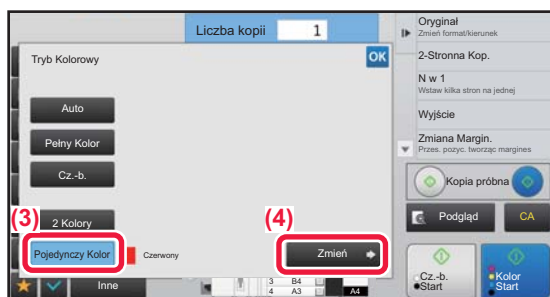 Liczba kopii 1
Tryb Kolorowy
OK
Auto
Pełny Kolor
Cz.-b.
(3)
2 Kolory
Pojedynczy Kolor
Czerwony
(4)
Zmień
Inne
3 B4
4 A3
A4
Oryginał
Zmień format/kierunek
2-Stronna Kop.
N w 1
Wstaw kilka stron na jednej
Wyjście
Zmiana Margin.
Przes. pozyc. tworząc margines
Kopia próbna
Podgląd
CA
Cz.-b.
Start
Kolor
Start